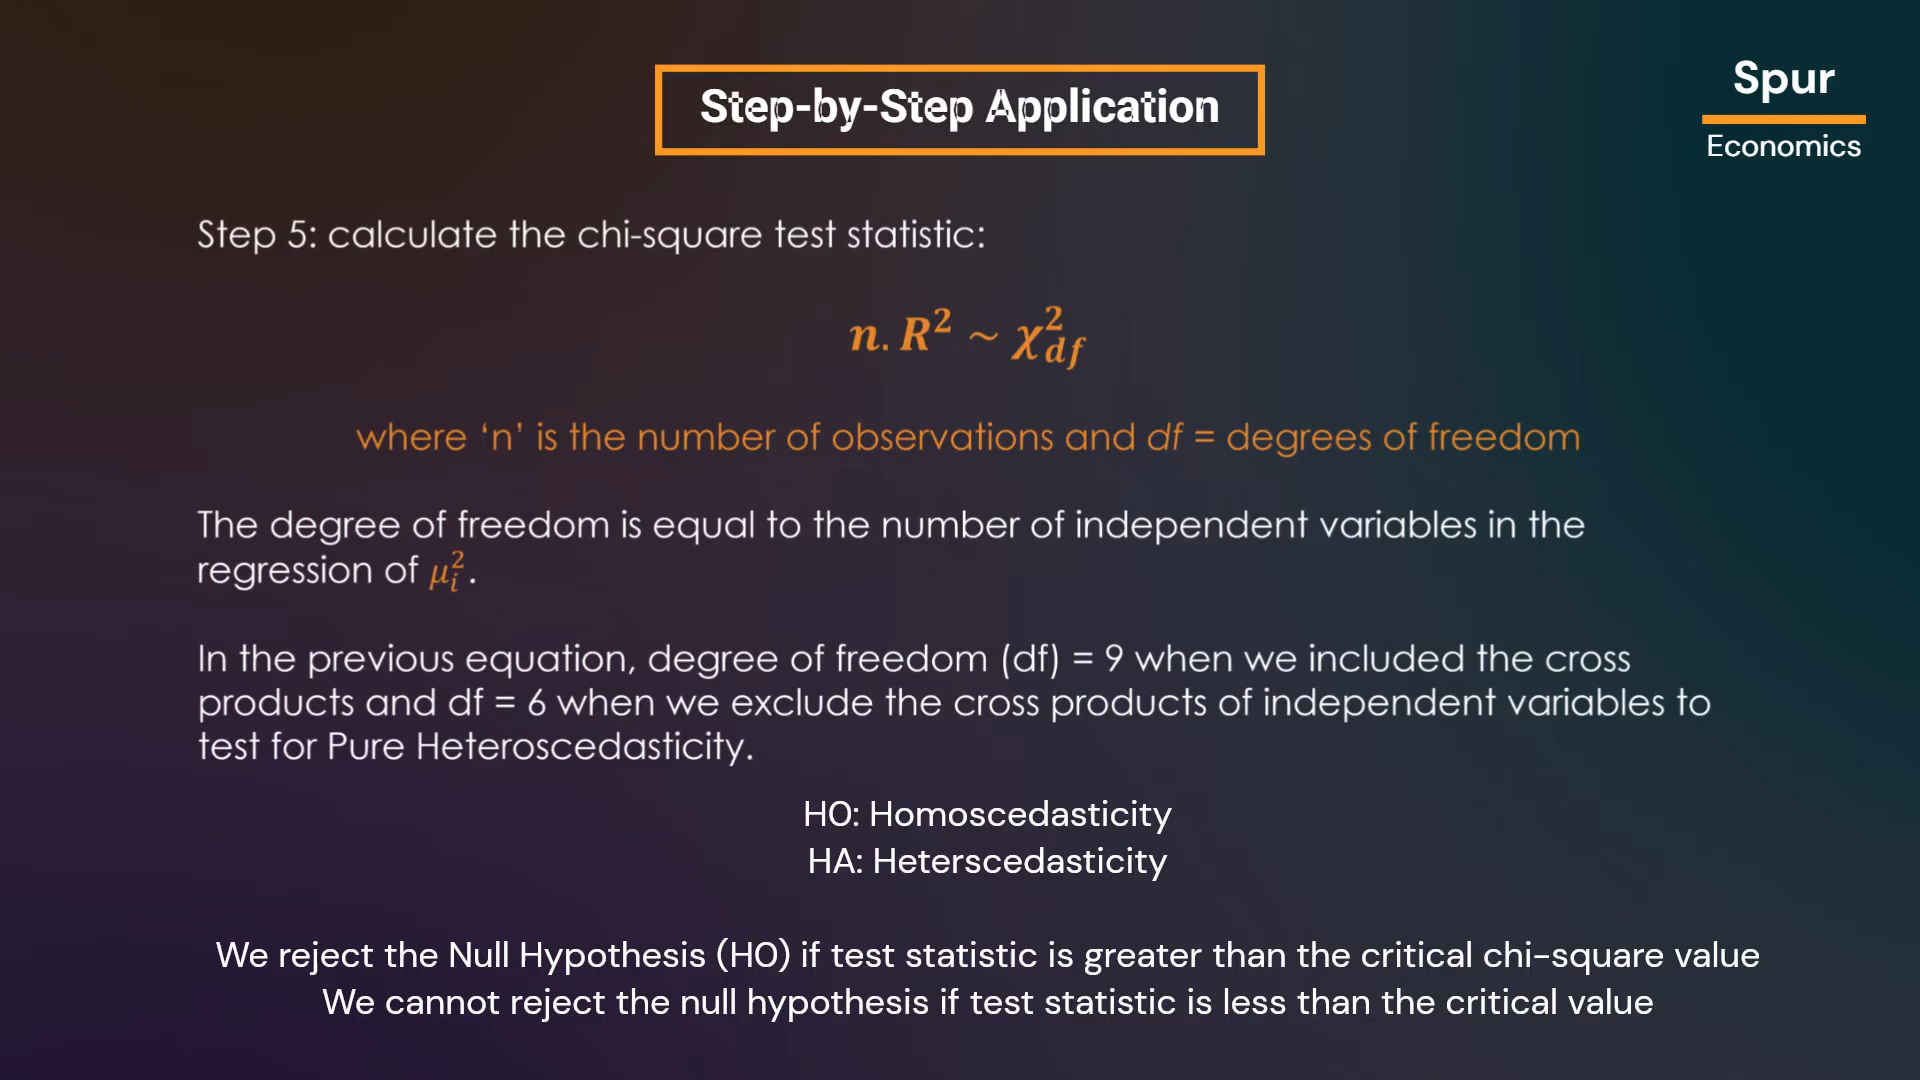 Step-by-Step Application
Spur
Economics
Step 5: calculate the chi-square test statistic:
n. R² ~ χ²df
where ‘n’ is the number of observations and df = degrees of freedom
The degree of freedom is equal to the number of independent variables in the
regression of μᵢ².
In the previous equation, degree of freedom (df) = 9 when we included the cross
products and df = 6 when we exclude the cross products of independent variables to
test for Pure Heteroscedasticity.
H0: Homoscedasticity
HA: Heterscedasticity
We reject the Null Hypothesis (H0) if test statistic is greater than the critical chi-square value
We cannot reject the null hypothesis if test statistic is less than the critical value